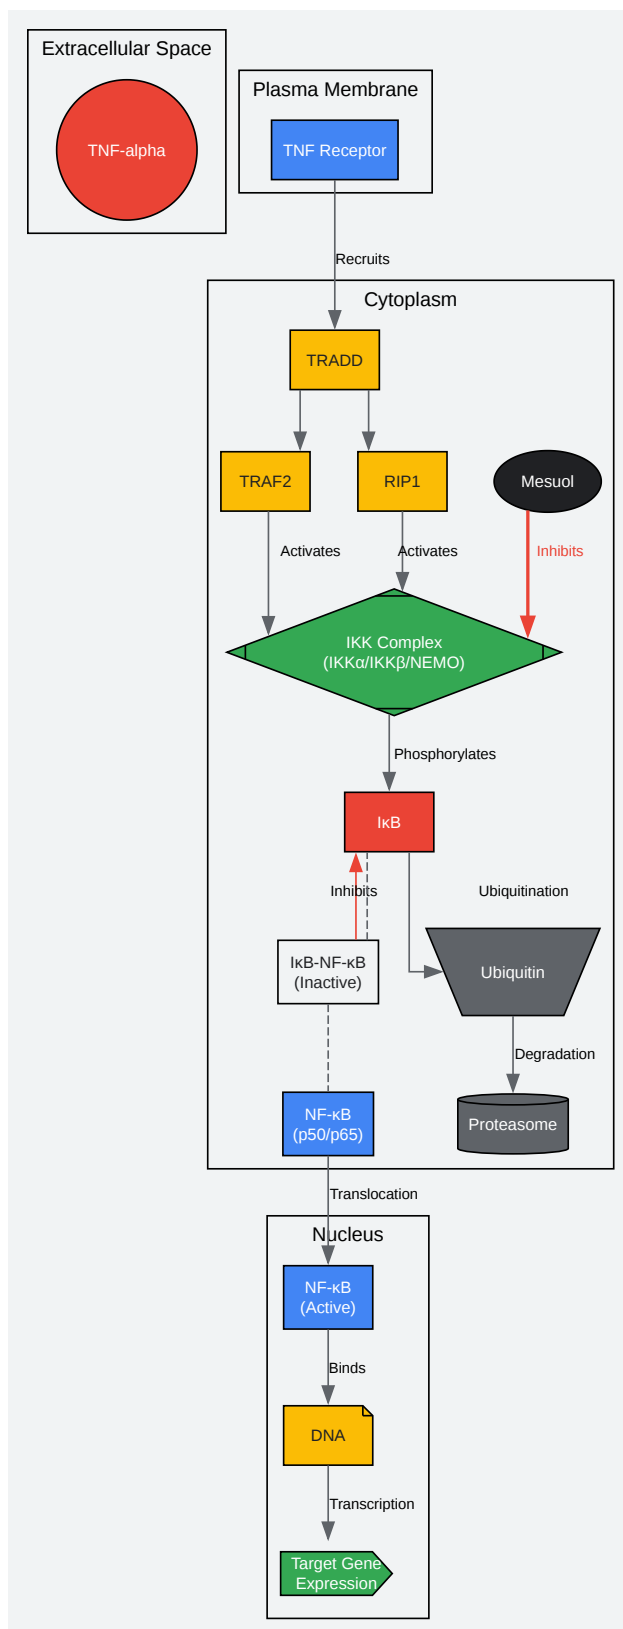 Extracellular Space
TNF-alpha
Plasma Membrane
TNF Receptor
Recruits
Cytoplasm
TRADD
TRAF2
RIP1
Mesuol
Activates
Activates
Inhibits
IKK Complex
(IKKα/IKKβ/NEMO)
Phosphorylates
IκB
Inhibits
Ubiquitination
IκB-NF-κB
(Inactive)
Ubiquitin
Degradation
NF-κB
(p50/p65)
Proteasome
Translocation
Nucleus
NF-κB
(Active)
Binds
DNA
Transcription
Target Gene
Expression